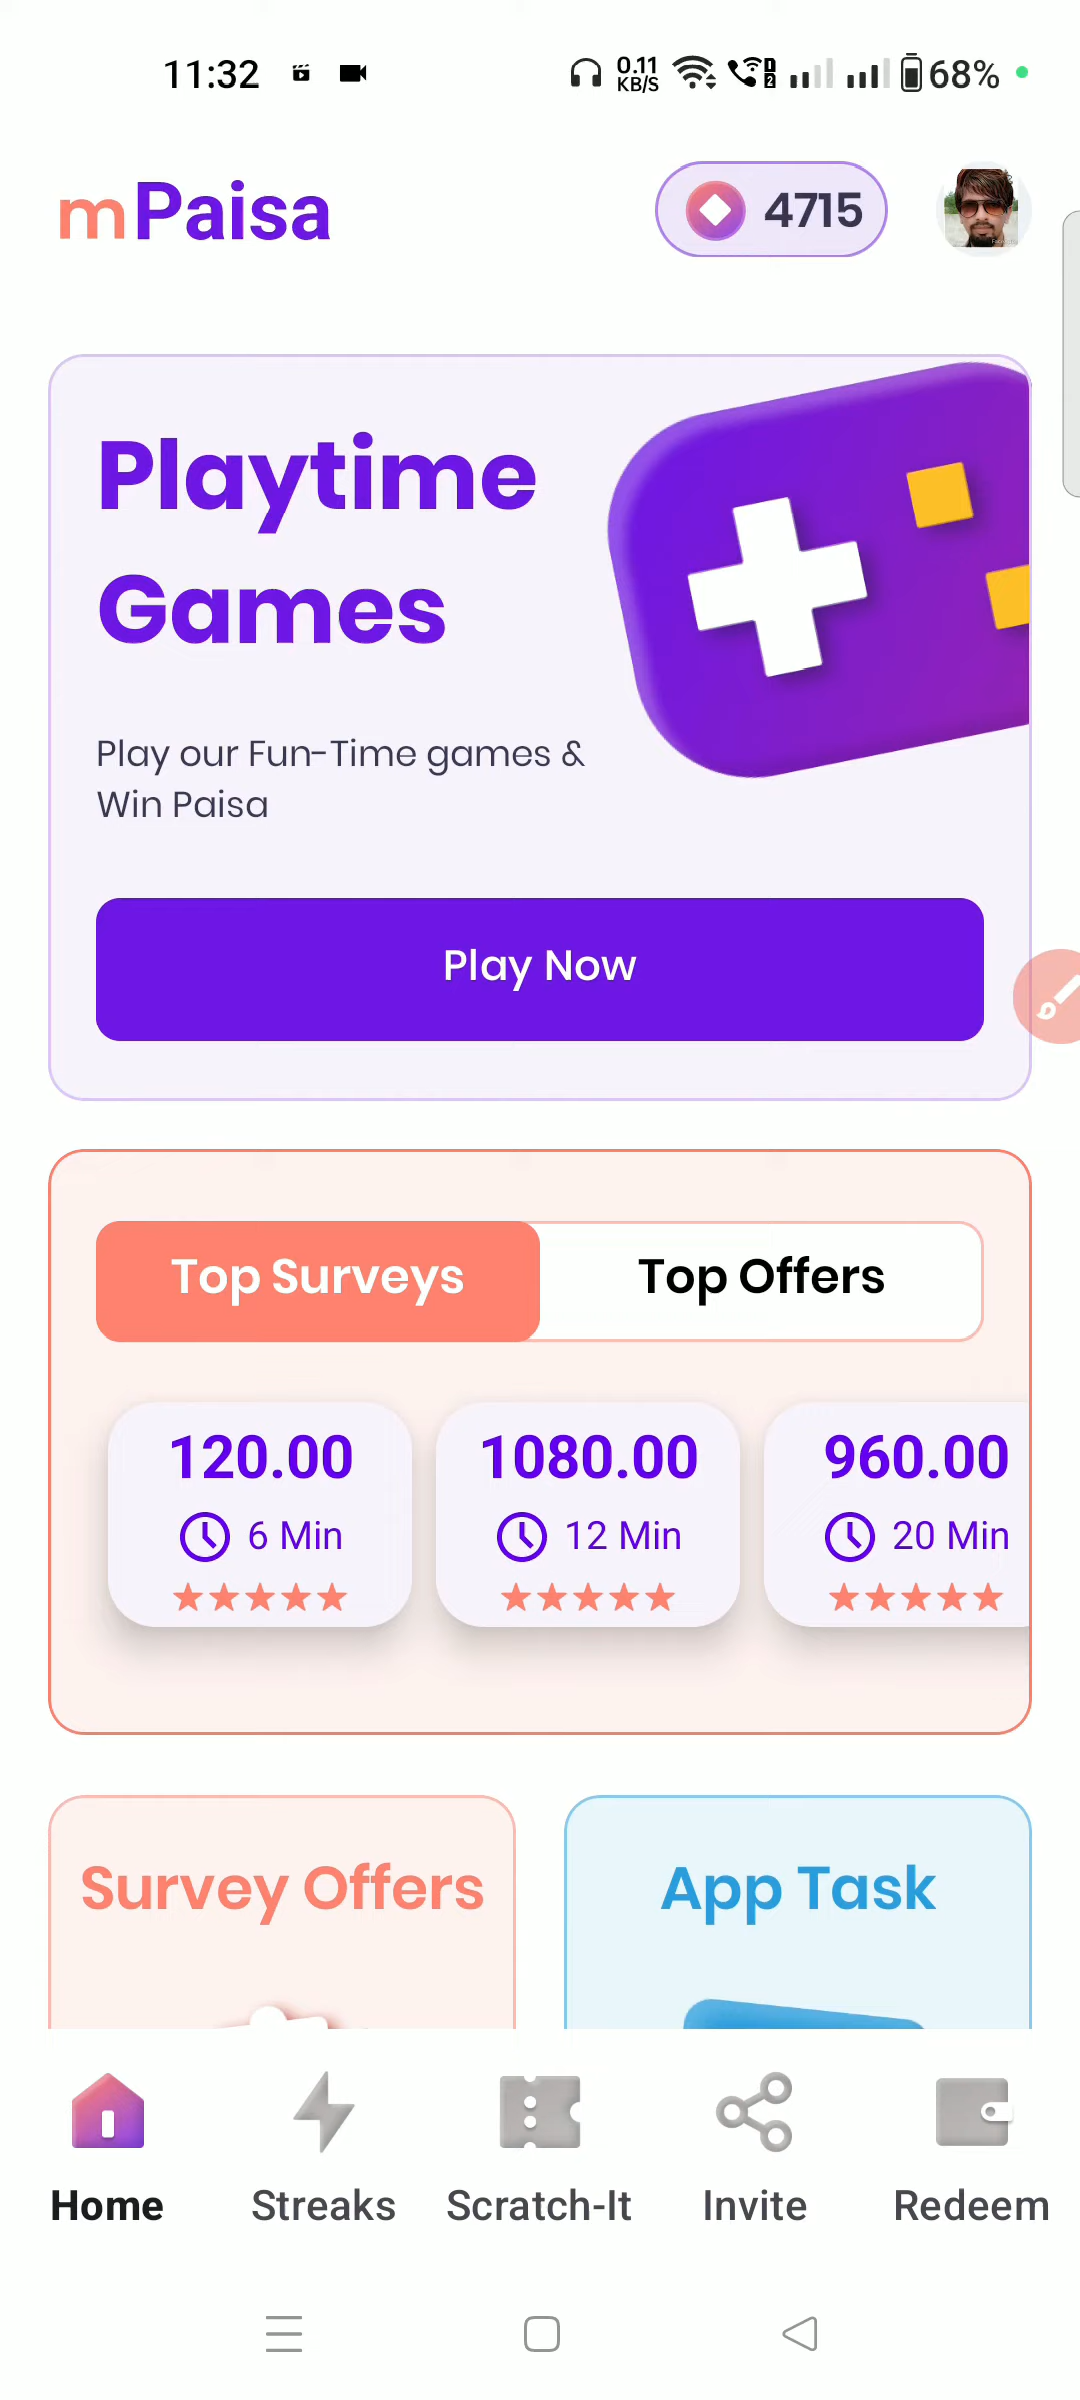 11:32
0.11
KB/S
1
2
68%
mPaisa
4715
Playtime
Games
Play our Fun-Time games &
Win Paisa
Play Now
Top Surveys
Top Offers
120.00
1080.00
960.00
6 Min
12 Min
20 Min
Survey Offers
App Task
Home
Streaks
Scratch-It
Invite
Redeem